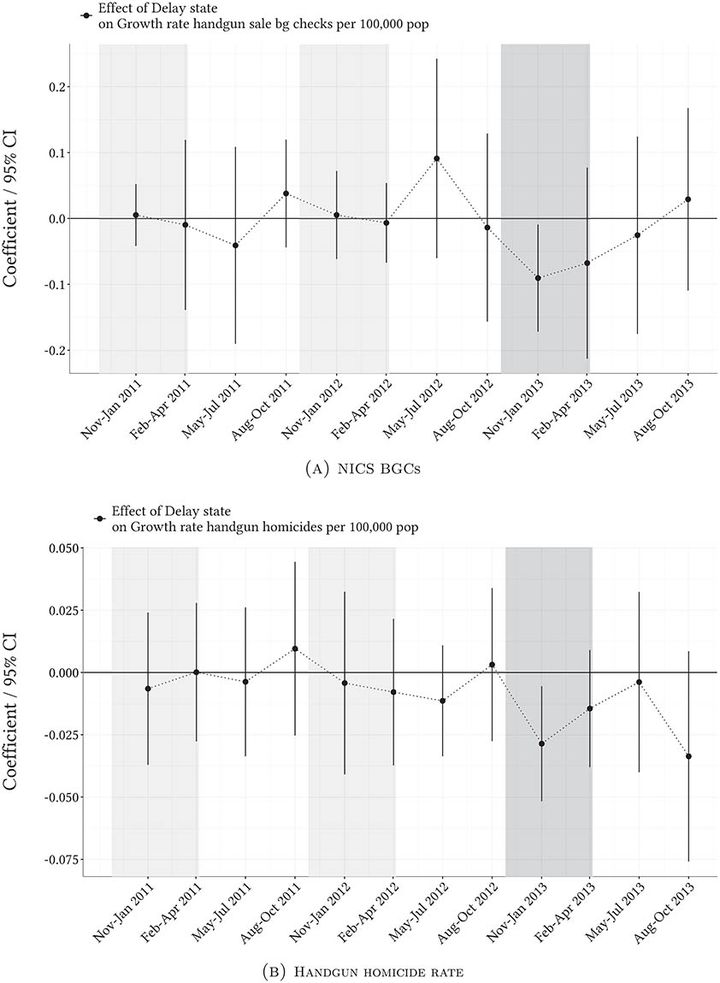 Effect of Delay state
on Growth rate handgun sale bg checks per 100,000 pop
Coefficient / 95% CI
0.2
0.1
0.0
-0.1
-0.2
Nov-Jan 2011
Feb-Apr 2011
May-Jul 2011
Aug-Oct 2011
Nov-Jan 2012
Feb-Apr 2012
May-Jul 2012
Aug-Oct 2012
Nov-Jan 2013
Feb-Apr 2013
May-Jul 2013
Aug-Oct 2013
(A) NICS BGCs
Effect of Delay state
on Growth rate handgun homicides per 100,000 pop
Coefficient / 95% CI
0.050
0.025
0.000
-0.025
-0.050
-0.075
Nov-Jan 2011
Feb-Apr 2011
May-Jul 2011
Aug-Oct 2011
Nov-Jan 2012
Feb-Apr 2012
May-Jul 2012
Aug-Oct 2012
Nov-Jan 2013
Feb-Apr 2013
May-Jul 2013
Aug-Oct 2013
(B) HANDGUN HOMICIDE RATE